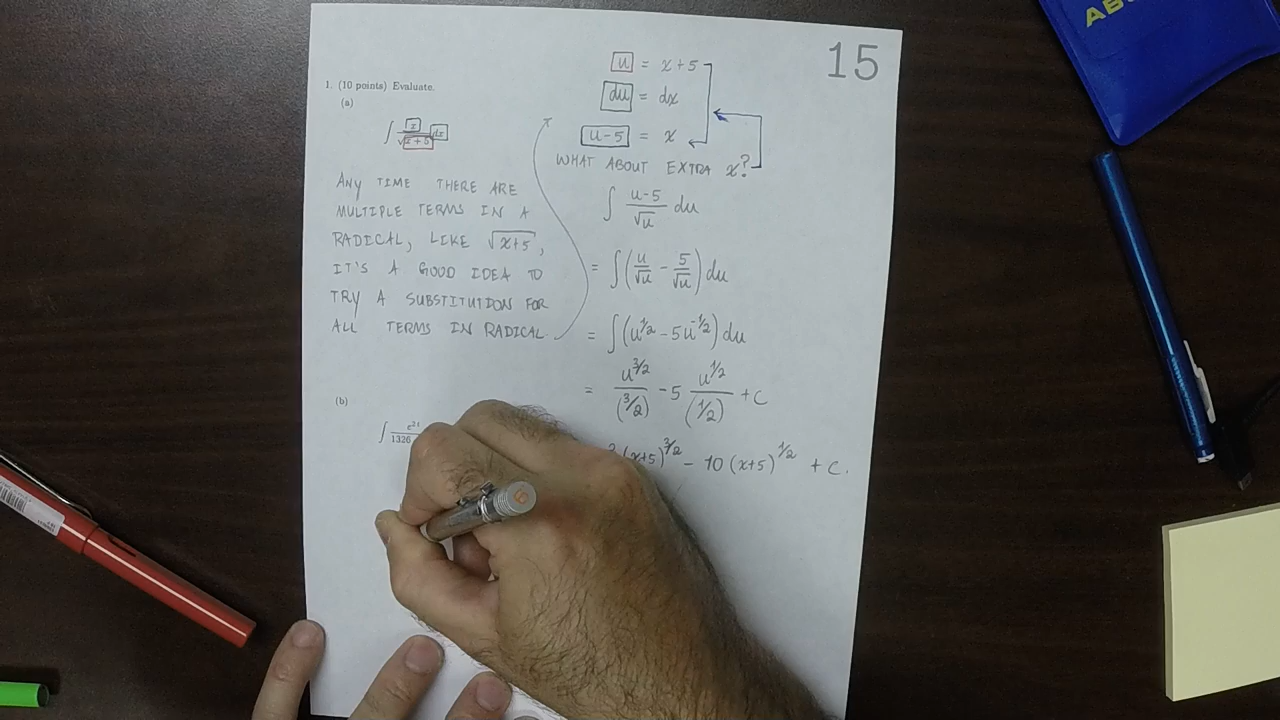 15
1. (10 points) Evaluate.
(a)
∫ x/√(x + 5) dx
ANY TIME THERE ARE
MULTIPLE TERMS IN A
RADICAL, LIKE √(x+5),
IT'S A GOOD IDEA TO
TRY A SUBSTITUTION FOR
ALL TERMS IN RADICAL
u = x+5
du = dx
u-5 = x
WHAT ABOUT EXTRA x?
∫ (u-5)/√u du
= ∫ (u/√u - 5/√u) du
= ∫ (u^1/2 - 5u^-1/2) du
= u^3/2/(3/2) - 5 u^1/2/(1/2) + C
(x+5)^3/2 - 10 (x+5)^1/2 + C.
(b)
∫ e^2t
1326